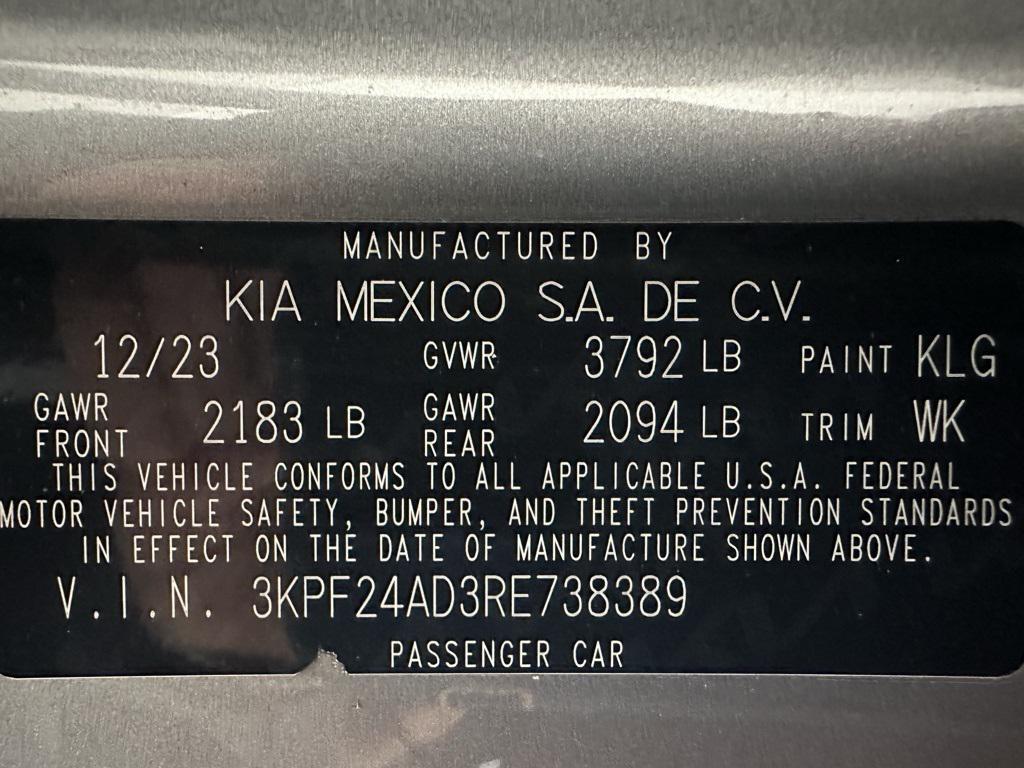 MANUFACTURED BY
KIA MEXICO S.A. DE C.V.
12/23 GVWR 3792 LB PAINT KLG
GAWR FRONT 2183 LB GAWR REAR 2094 LB TRIM WK
THIS VEHICLE CONFORMS TO ALL APPLICABLE U.S.A. FEDERAL
MOTOR VEHICLE SAFETY, BUMPER, AND THEFT PREVENTION STANDARDS
IN EFFECT ON THE DATE OF MANUFACTURE SHOWN ABOVE.
V.I.N. 3KPF24AD3RE738389
PASSENGER CAR